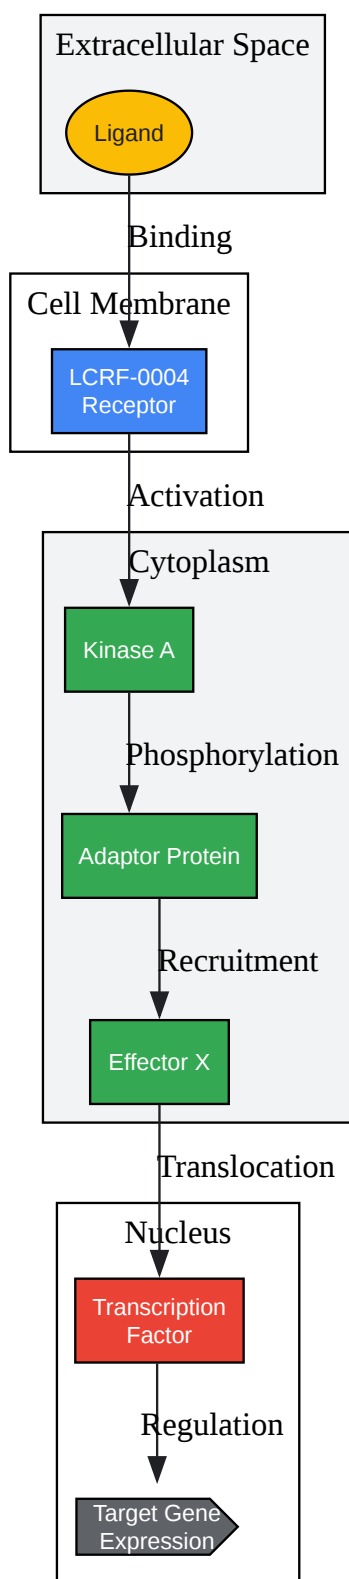 Extracellular Space
Ligand
Binding
Cell Membrane
LCRF-0004
Receptor
Activation
Cytoplasm
Kinase A
Phosphorylation
Adaptor Protein
Recruitment
Effector X
Translocation
Nucleus
Transcription
Factor
Regulation
Target Gene
Expression